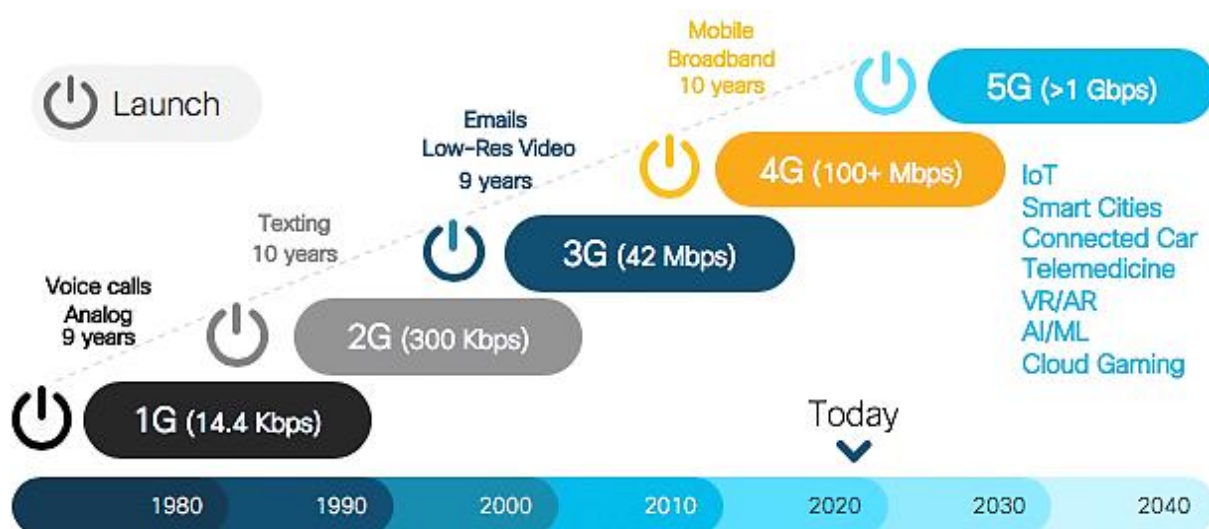 Launch
Mobile
Broadband
10 years
5G (>1 Gbps)
Emails
Low-Res Video
9 years
4G (100+ Mbps)
IoT
Smart Cities
Connected Car
Telemedicine
VR/AR
AI/ML
Cloud Gaming
Texting
10 years
3G (42 Mbps)
Voice calls
Analog
9 years
2G (300 Kbps)
1G (14.4 Kbps)
Today
1980 1990 2000 2010 2020 2030 2040